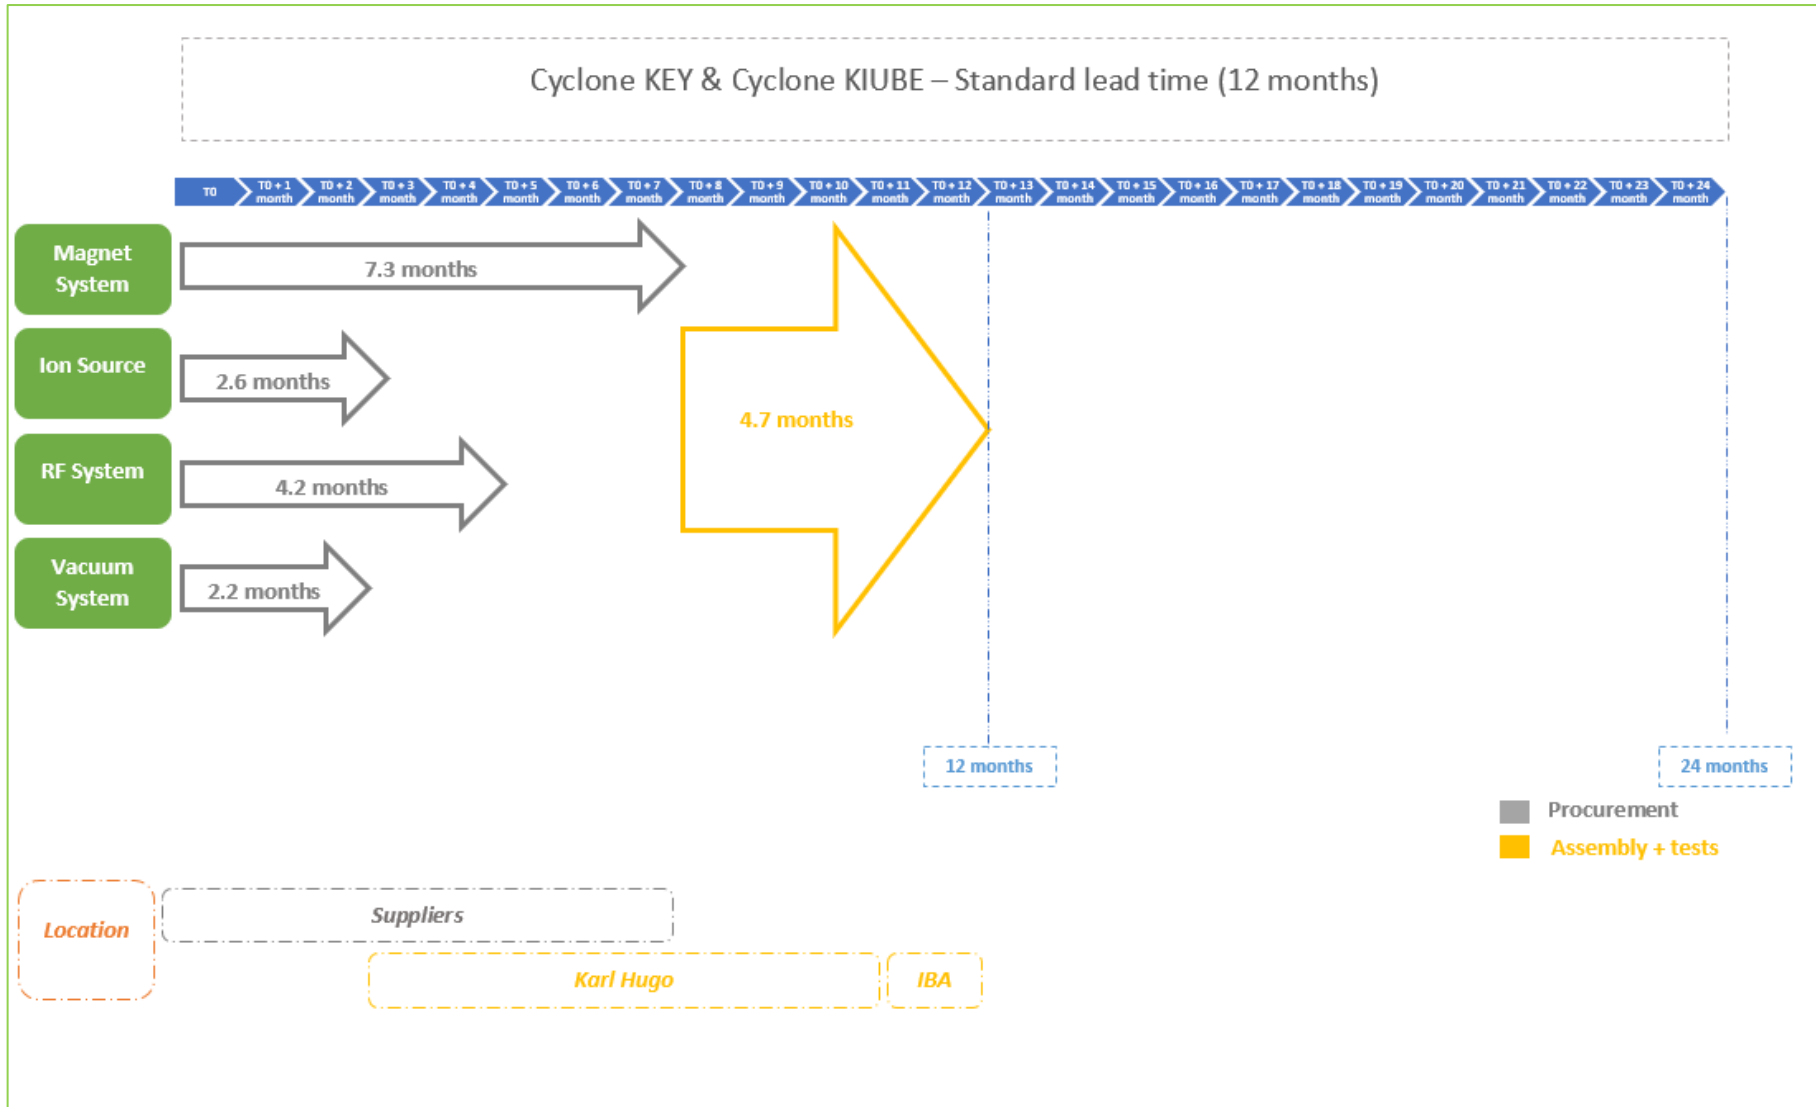 Cyclone KEY & Cyclone KIUBE – Standard lead time (12 months)
T0
T0 + 1
month
T0 + 2
month
T0 + 3
month
T0 + 4
month
T0 + 5
month
T0 + 6
month
T0 + 7
month
T0 + 8
month
T0 + 9
month
T0 + 10
month
T0 + 11
month
T0 + 12
month
T0 + 13
month
T0 + 14
month
T0 + 15
month
T0 + 16
month
T0 + 17
month
T0 + 18
month
T0 + 19
month
T0 + 20
month
T0 + 21
month
T0 + 22
month
T0 + 23
month
T0 + 24
month
Magnet
System
7.3 months
Ion Source
2.6 months
4.7 months
RF System
4.2 months
Vacuum
System
2.2 months
12 months
24 months
Procurement
Assembly + tests
Location
Suppliers
Karl Hugo
IBA